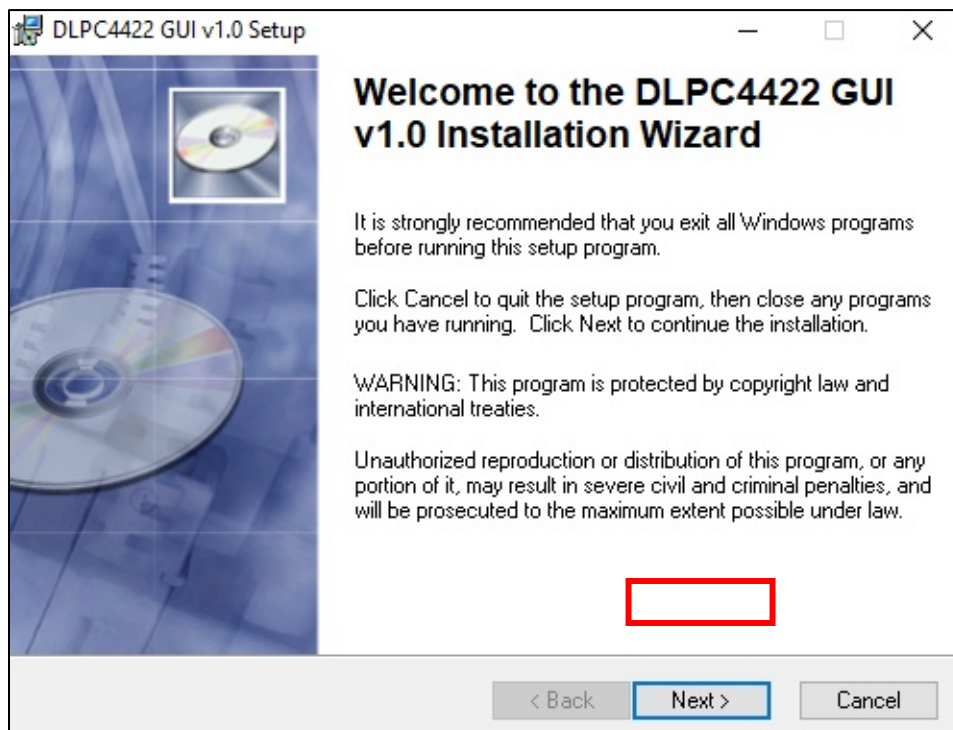 DLPC4422 GUI v1.0 Setup
Welcome to the DLPC4422 GUI
v1.0 Installation Wizard
It is strongly recommended that you exit all Windows programs
before running this setup program.
Click Cancel to quit the setup program, then close any programs
you have running. Click Next to continue the installation.
WARNING: This program is protected by copyright law and
international treaties.
Unauthorized reproduction or distribution of this program, or any
portion of it, may result in severe civil and criminal penalties, and
will be prosecuted to the maximum extent possible under law.
< Back Next > Cancel